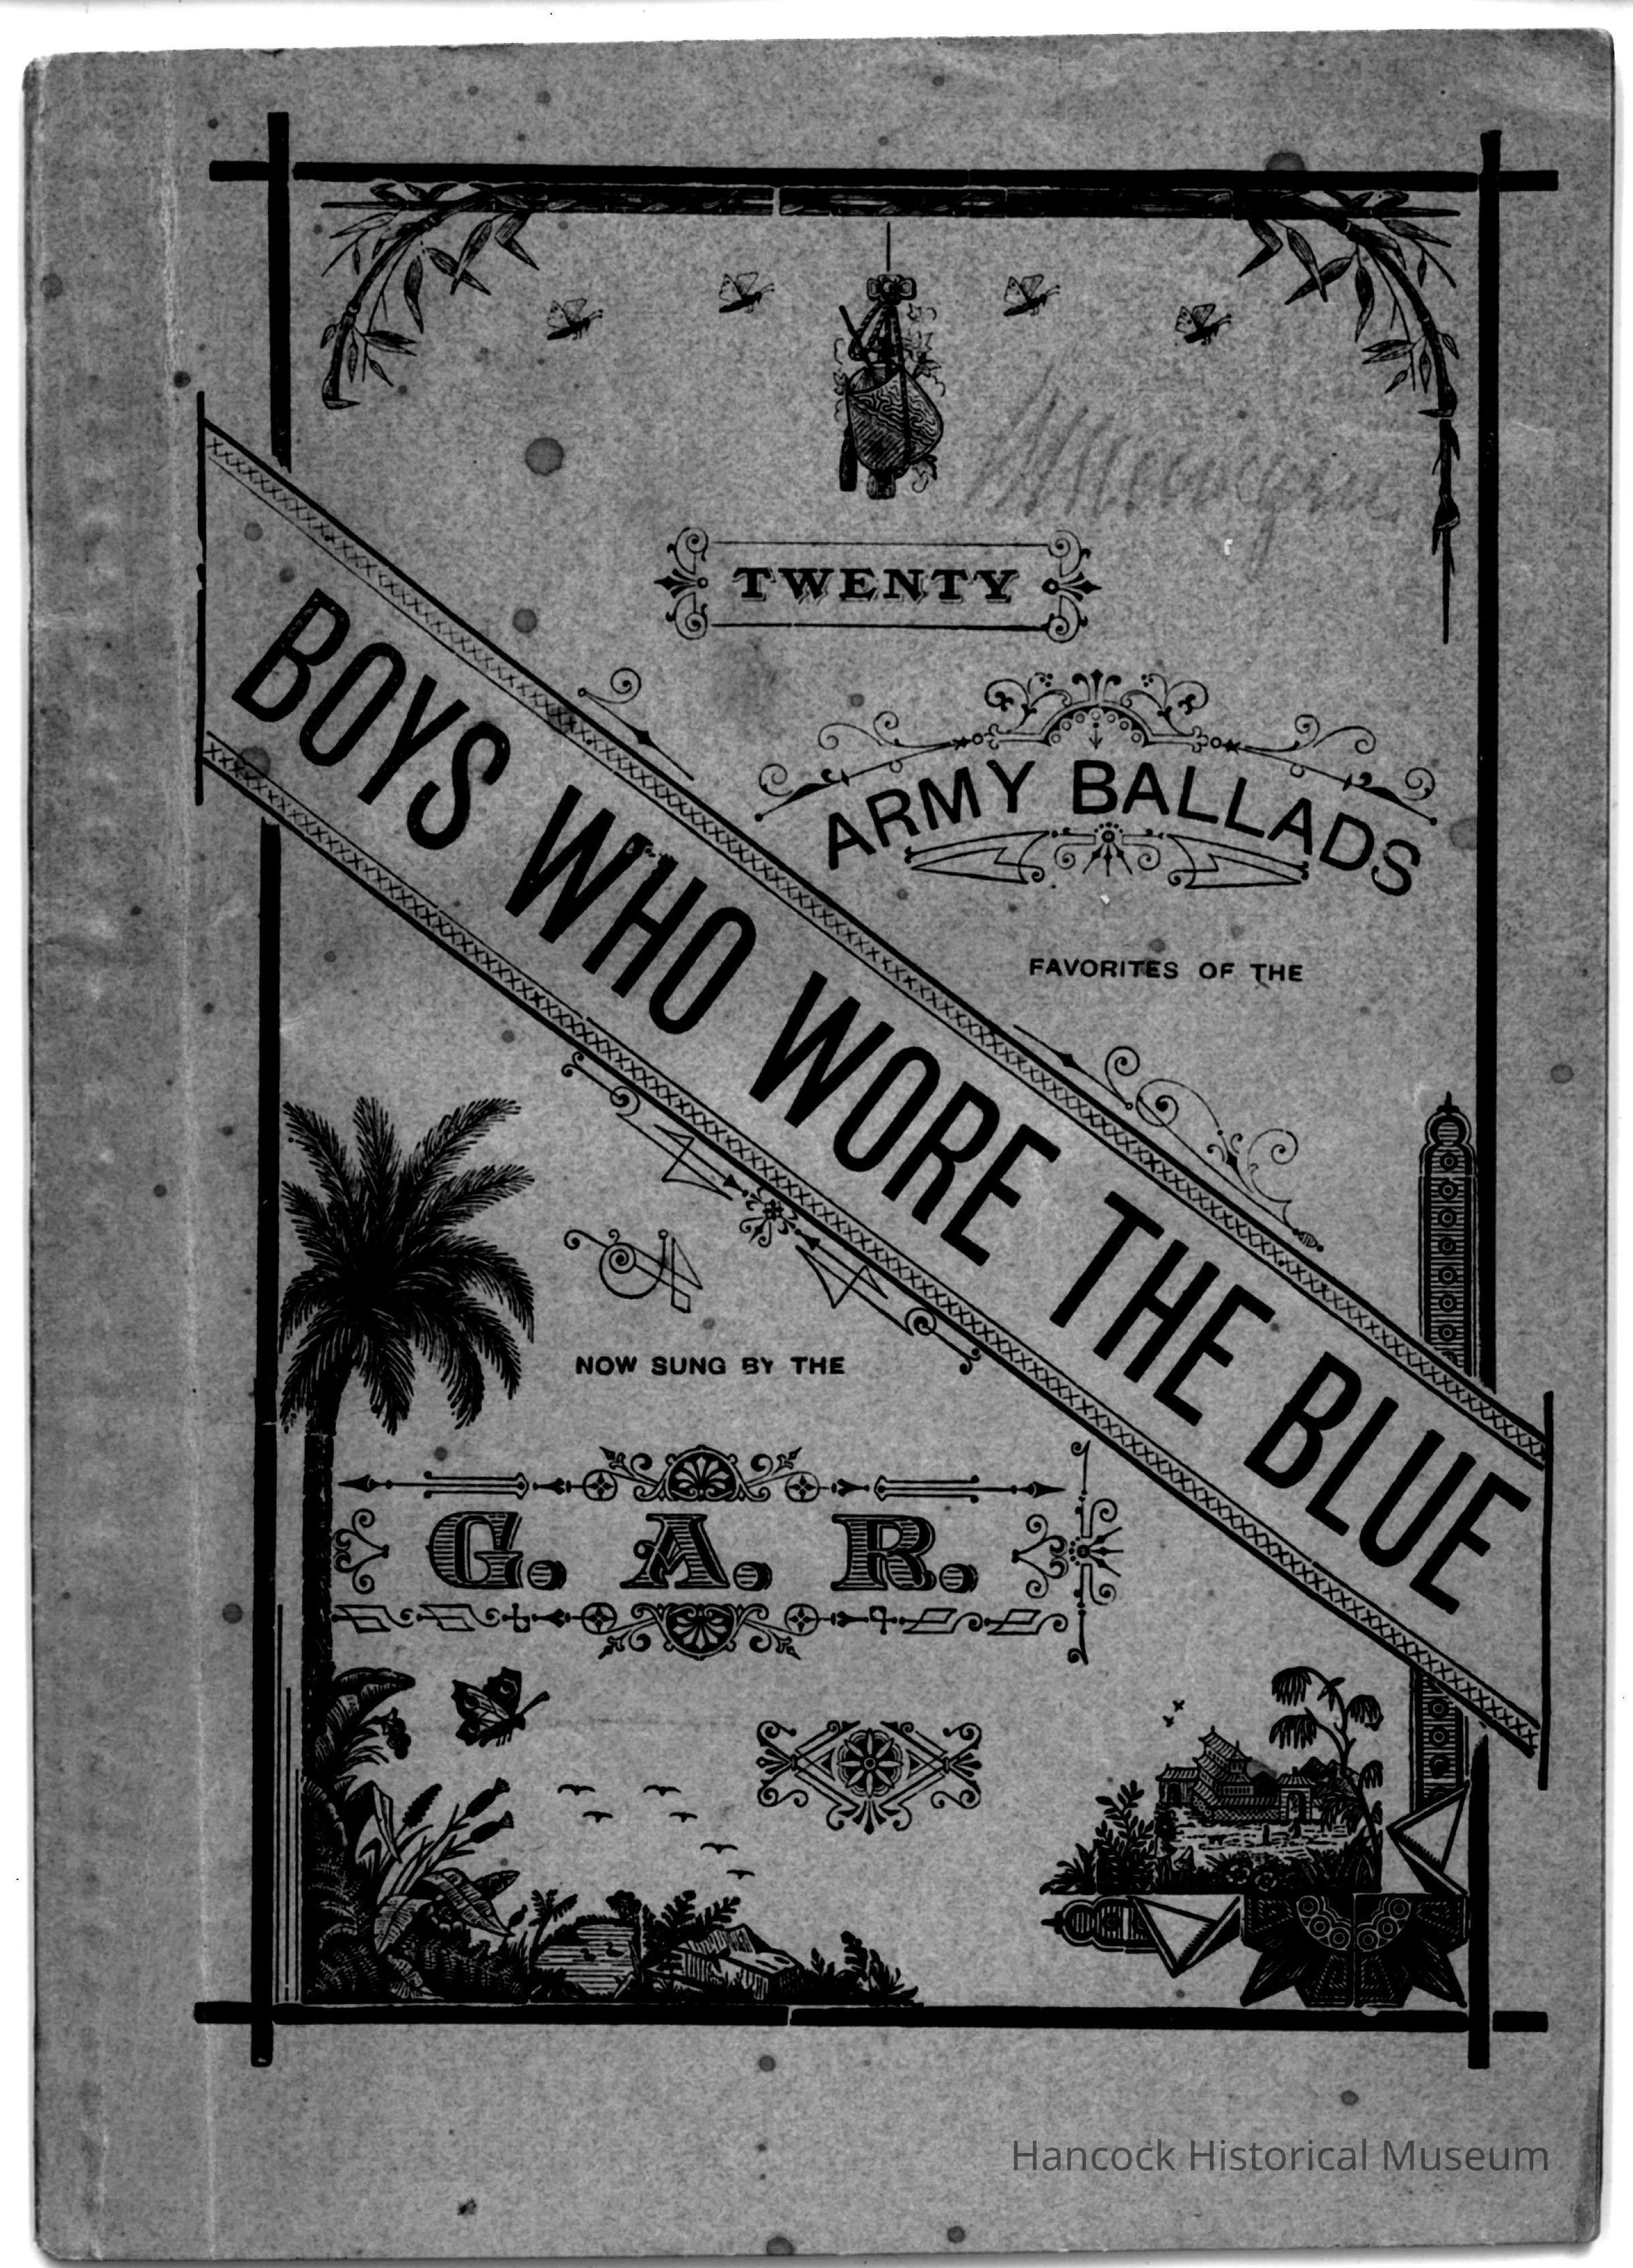 TWENTY
ARMY BALLADS
FAVORITES OF THE
BOYS WHO WORE THE BLUE
NOW SUNG BY THE
G. A. R.
Hancock Historical Museum